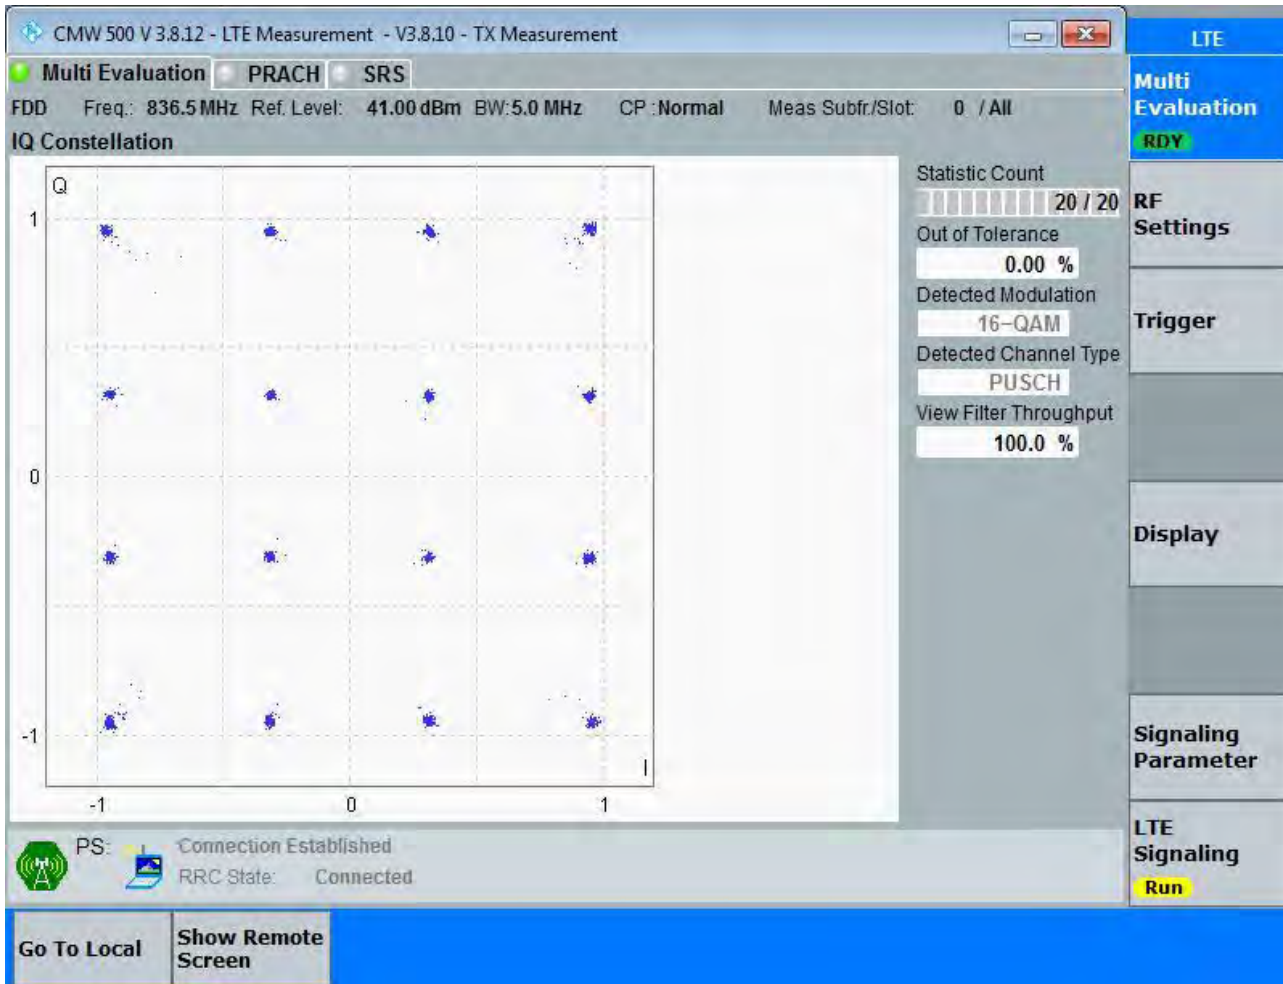 CMW 500 V 3.8.12 - LTE Measurement - V3.8.10 - TX Measurement
LTE
Multi Evaluation PRACH SRS
FDD Freq.: 836.5 MHz Ref. Level: 41.00 dBm BW: 5.0 MHz CP : Normal Meas Subfr./Slot: 0 / All
IQ Constellation
Q
1
0
-1
-1 0 1
I
Statistic Count
20 / 20
Out of Tolerance
0.00 %
Detected Modulation
16-QAM
Detected Channel Type
PUSCH
View Filter Throughput
100.0 %
Multi
Evaluation
RDY
RF
Settings
Trigger
Display
Signaling
Parameter
LTE
Signaling
Run
PS: Connection Established
RRC State: Connected
Go To Local
Show Remote
Screen